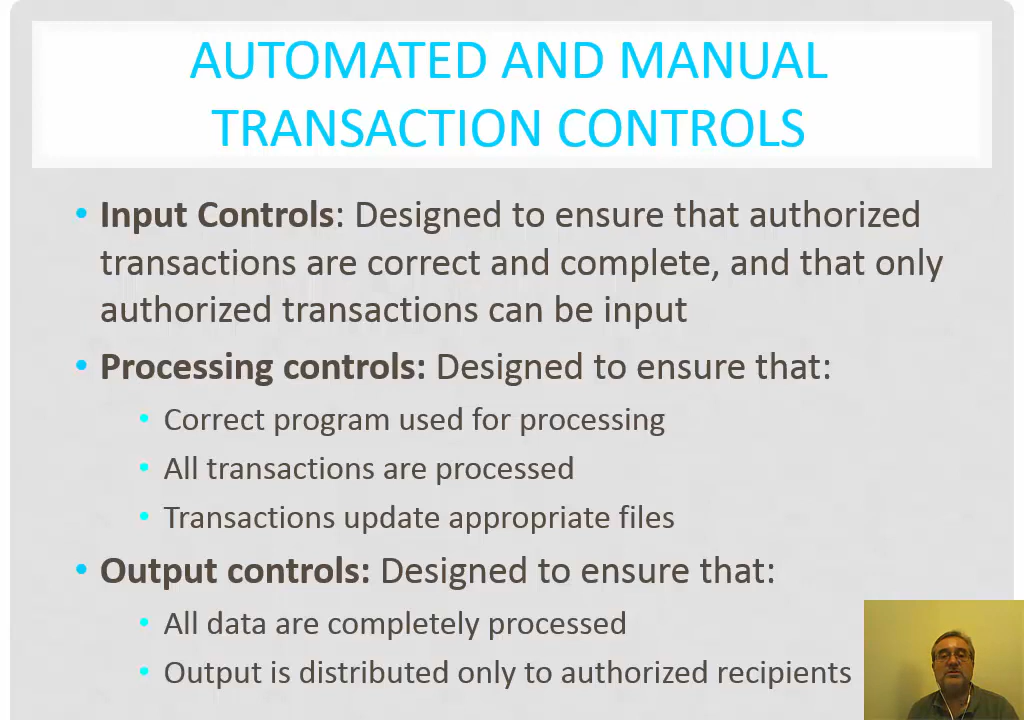 AUTOMATED AND MANUAL
TRANSACTION CONTROLS
• Input Controls: Designed to ensure that authorized
transactions are correct and complete, and that only
authorized transactions can be input
• Processing controls: Designed to ensure that:
• Correct program used for processing
• All transactions are processed
• Transactions update appropriate files
• Output controls: Designed to ensure that:
• All data are completely processed
• Output is distributed only to authorized recipients